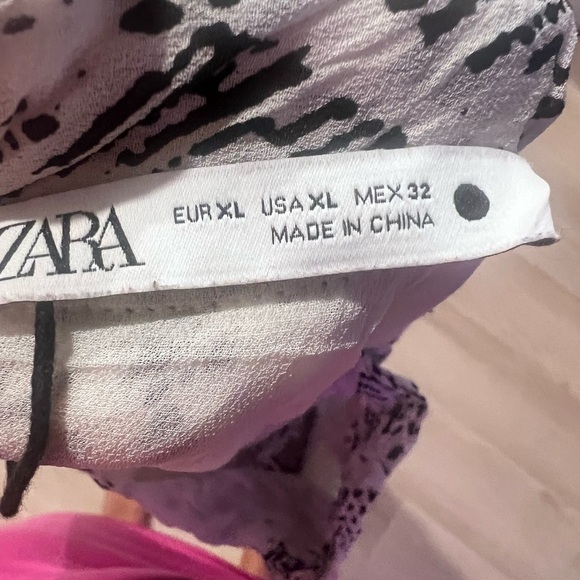 ZARA
EUR XL USA XL MEX 32
MADE IN CHINA